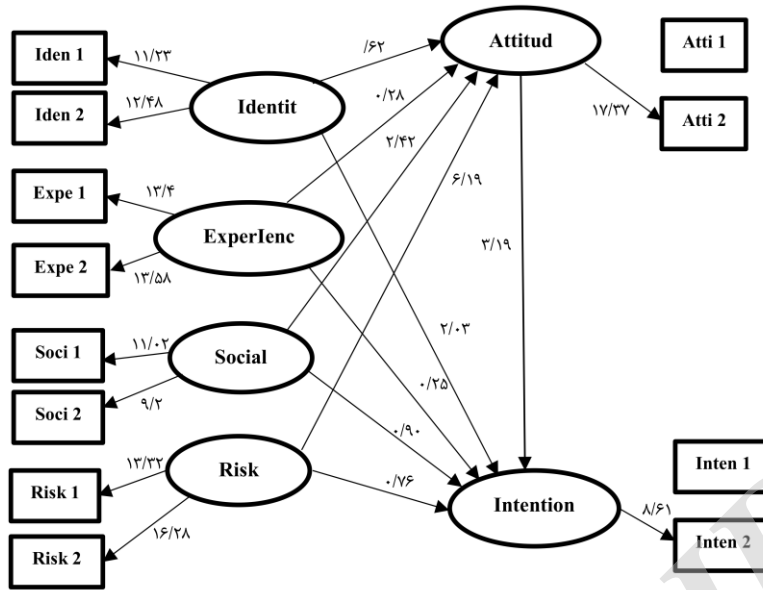 Iden 1
۱۱/۲۳
Iden 2
۱۲/۴۸
Identit
/۶۲
Attitud
Atti 1
Atti 2
۱۷/۳۷
۰/۲۸
۲/۴۲
۶/۱۹
Expe 1
۱۳/۴
Expe 2
۱۳/۵۸
ExperIenc
۳/۱۹
۲/۰۳
Soci 1
۱۱/۰۲
Soci 2
۹/۲
Social
۰/۲۵
۰/۹۰
Risk 1
۱۳/۳۲
Risk 2
۱۶/۲۸
Risk
۰/۷۶
Intention
Inten 1
۸/۶۱
Inten 2